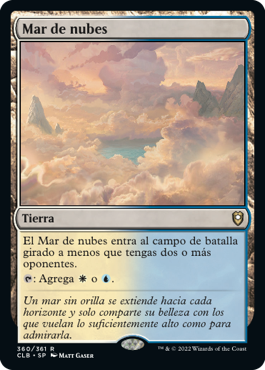 Mar de nubes
Tierra
El Mar de nubes entra al campo de batalla
girado a menos que tengas dos o más
oponentes.
: Agrega o .
Un mar sin orilla se extiende hacia cada
horizonte y solo comparte su belleza con los
que vuelan lo suficientemente alto como para
admirarla.
360/361 R
CLB • SP Matt Gaser
™ & © 2022 Wizards of the Coast